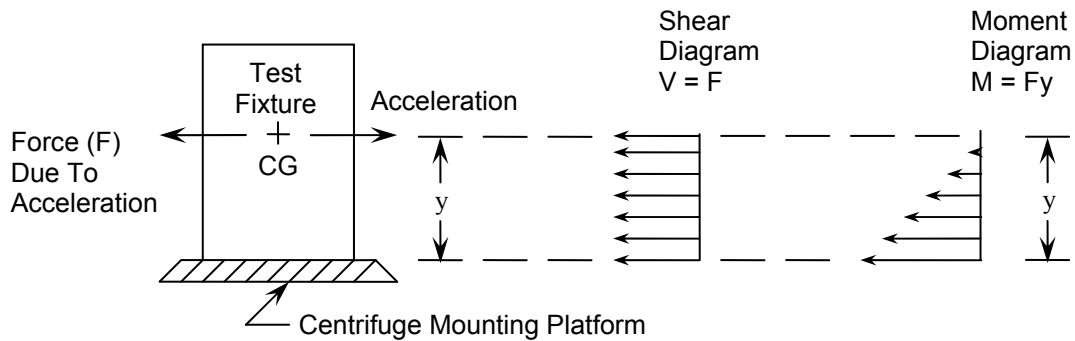 Shear
Diagram
V = F
Moment
Diagram
M = Fy
Test
Fixture
CG
Acceleration
Force (F)
Due To
Acceleration
y
y
Centrifuge Mounting Platform